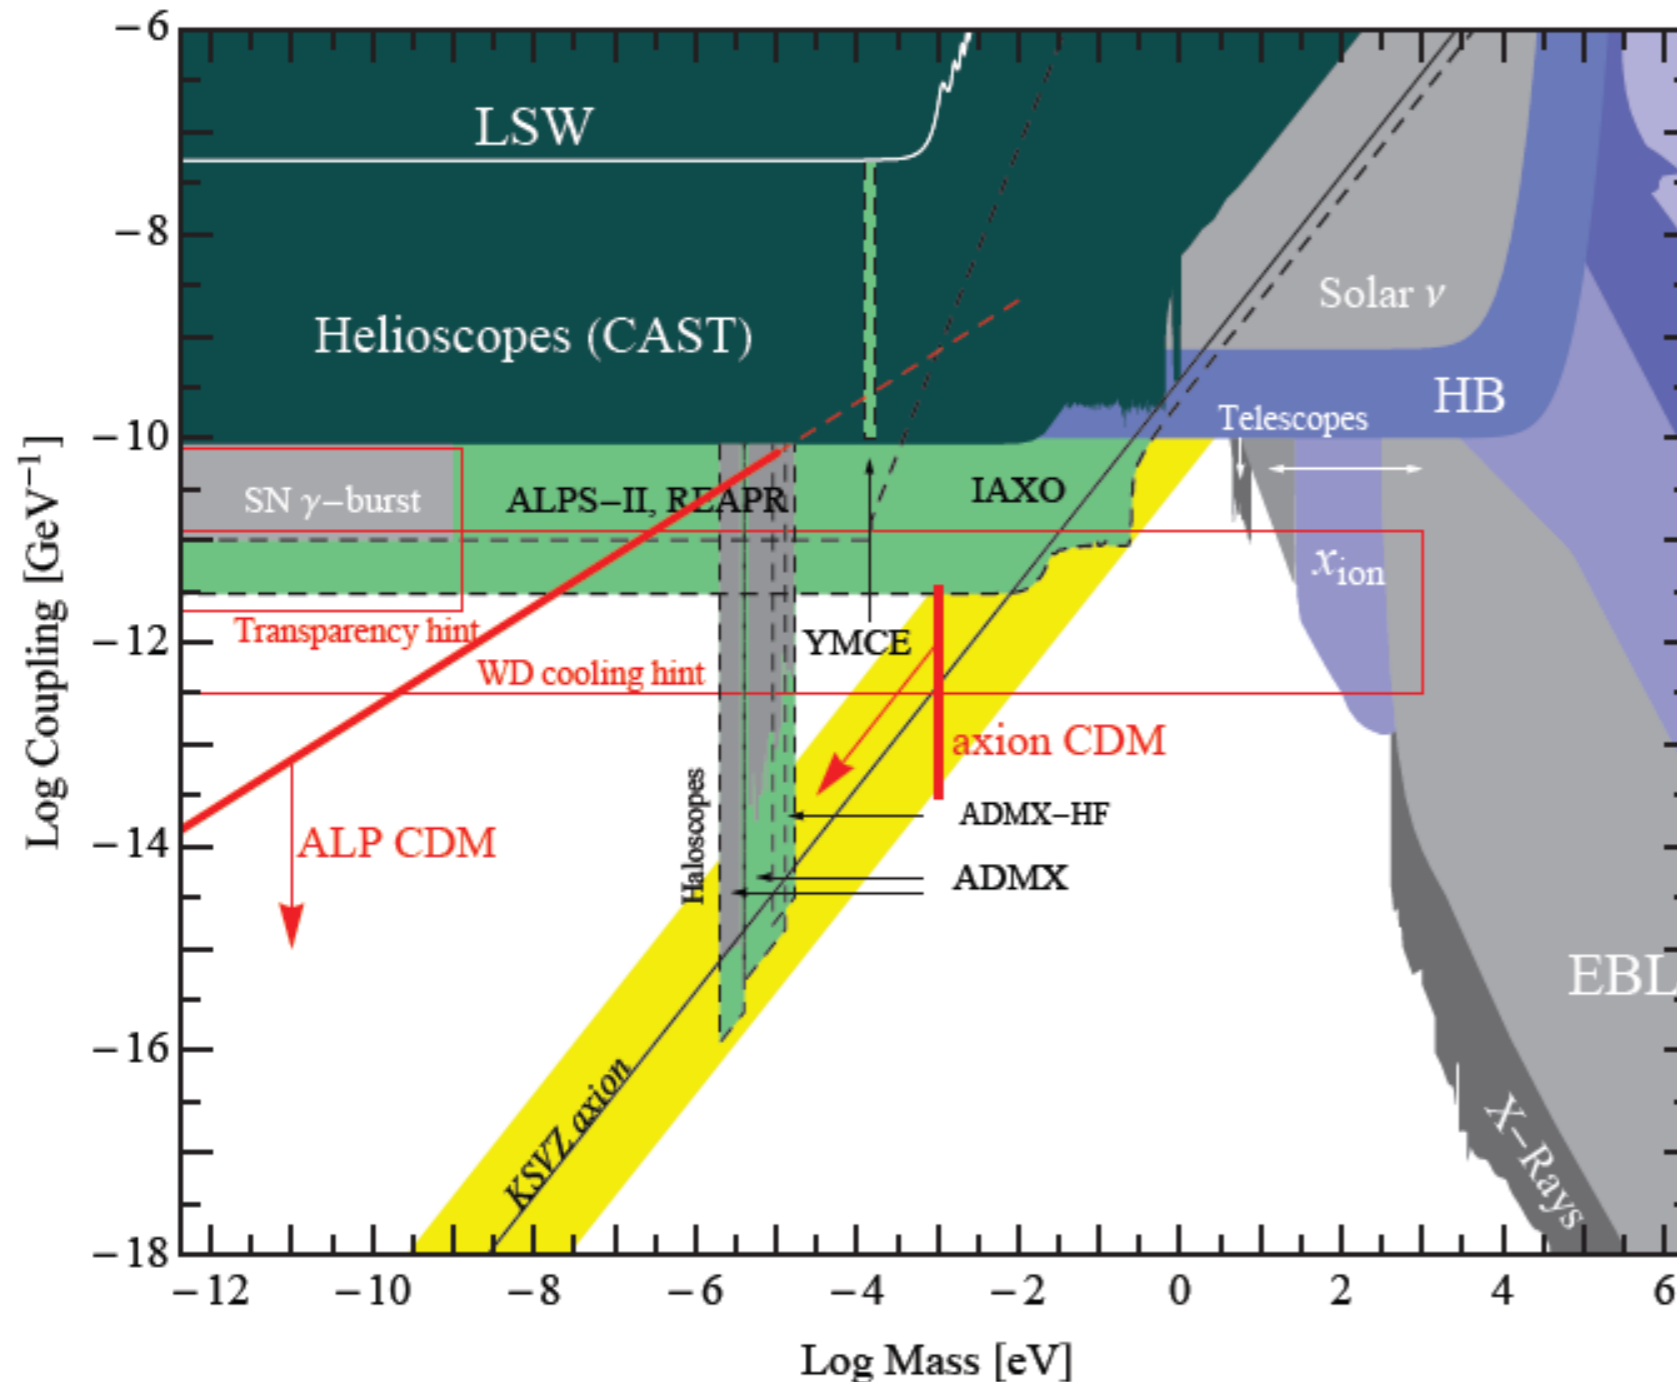 −6
−8
−10
−12
−14
−16
−18
Log Coupling [GeV⁻¹]
LSW
Helioscopes (CAST)
Solar ν
HB
Telescopes
SN γ−burst
ALPS−II, REAPR
IAXO
x_ion
Transparency hint
YMCE
WD cooling hint
axion CDM
Haloscopes
ADMX−HF
ALP CDM
ADMX
EBL
KSVZ axion
X−Rays
−12 −10 −8 −6 −4 −2 0 2 4 6
Log Mass [eV]